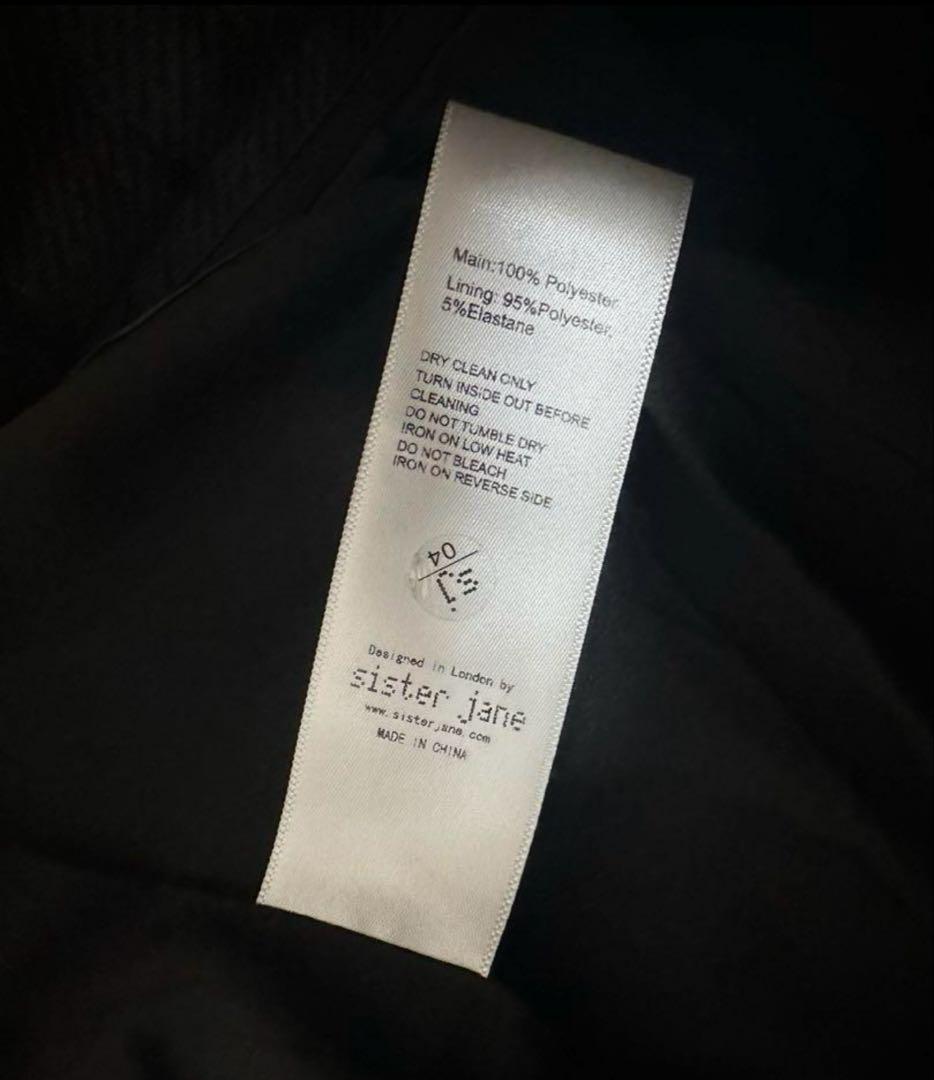 Main:100% Polyester.
Lining: 95%Polyester,
5%Elastane
DRY CLEAN ONLY
TURN INSIDE OUT BEFORE
CLEANING
DO NOT TUMBLE DRY
IRON ON LOW HEAT
DO NOT BLEACH
IRON ON REVERSE SIDE
04
Designed in London by
sister jane
www.sisterjane.com
MADE IN CHINA